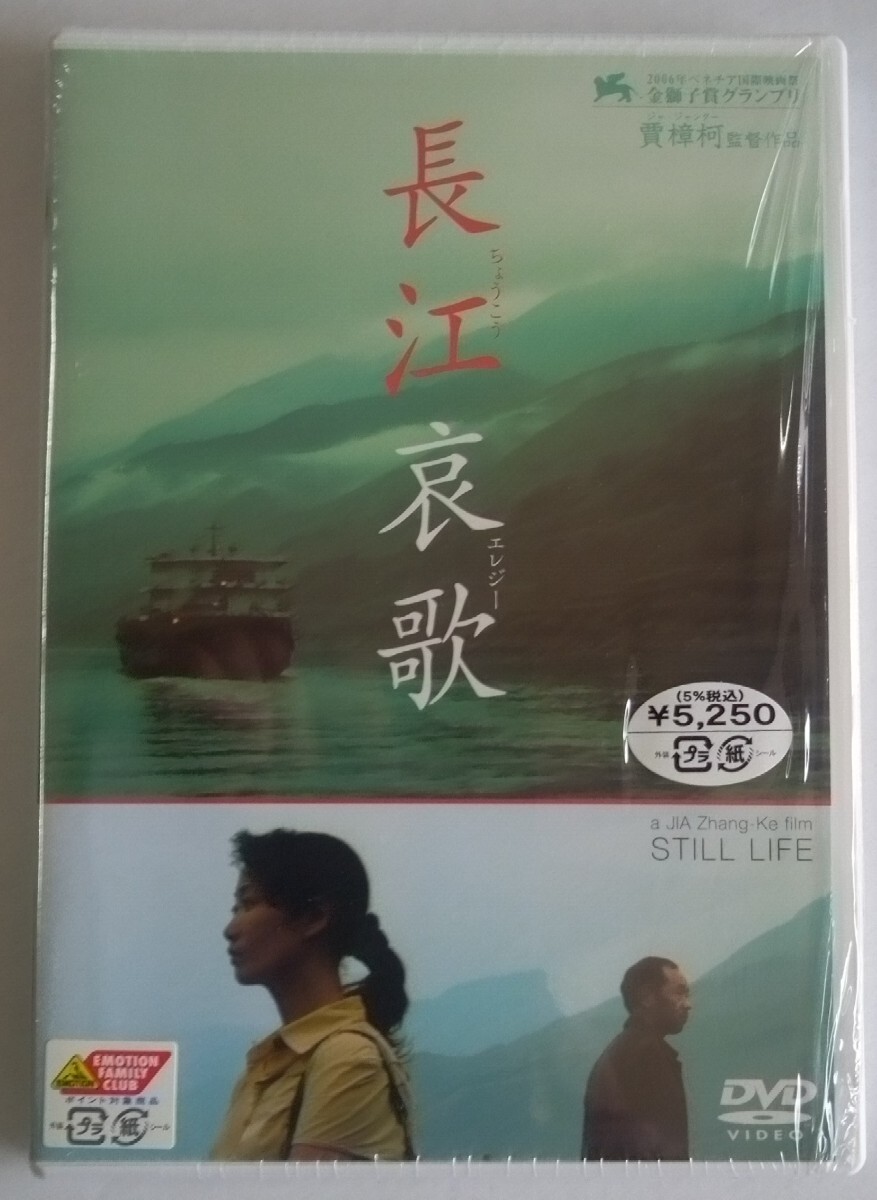 2006年ベネチア国際映画祭
金獅子賞グランプリ
ジャ ジャンクー
賈樟柯監督作品
長江哀歌
ちょうこう
エレジー
(5%税込)
¥5,250
外装 プラ 紙 シール
a JIA Zhang-Ke film
STILL LIFE
EMOTION
EMOTION
FAMILY
CLUB
ポイント対象商品
外装 プラ 紙 シール
DVD
VIDEO